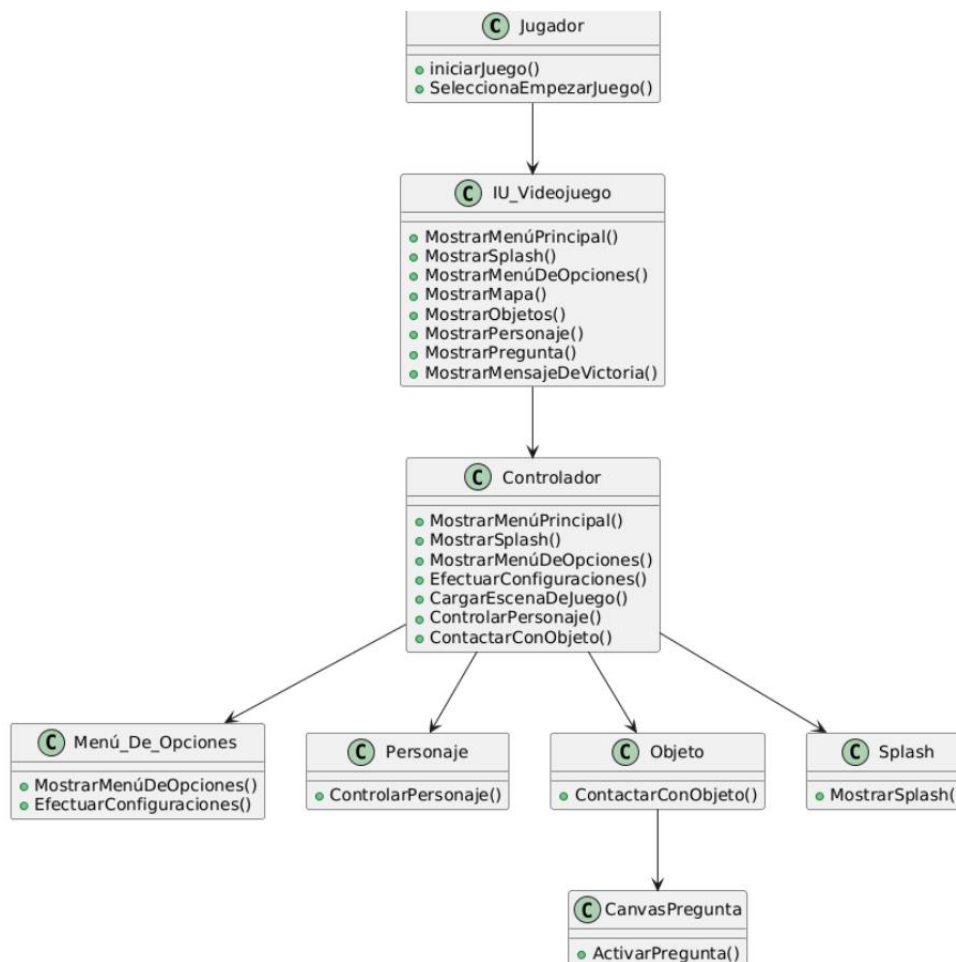 C Jugador
iniciarJuego()
SeleccionaEmpezarJuego()
C IU_Videojuego
MostrarMenúPrincipal()
MostrarSplash()
MostrarMenúDeOpciones()
MostrarMapa()
MostrarObjetos()
MostrarPersonaje()
MostrarPregunta()
MostrarMensajeDeVictoria()
C Controlador
MostrarMenúPrincipal()
MostrarSplash()
MostrarMenúDeOpciones()
EfectuarConfiguraciones()
CargarEscenaDeJuego()
ControlarPersonaje()
ContactarConObjeto()
C Menú_De_Opciones
MostrarMenúDeOpciones()
EfectuarConfiguraciones()
C Personaje
ControlarPersonaje()
C Objeto
ContactarConObjeto()
C Splash
MostrarSplash(
C CanvasPregunta
ActivarPregunta()